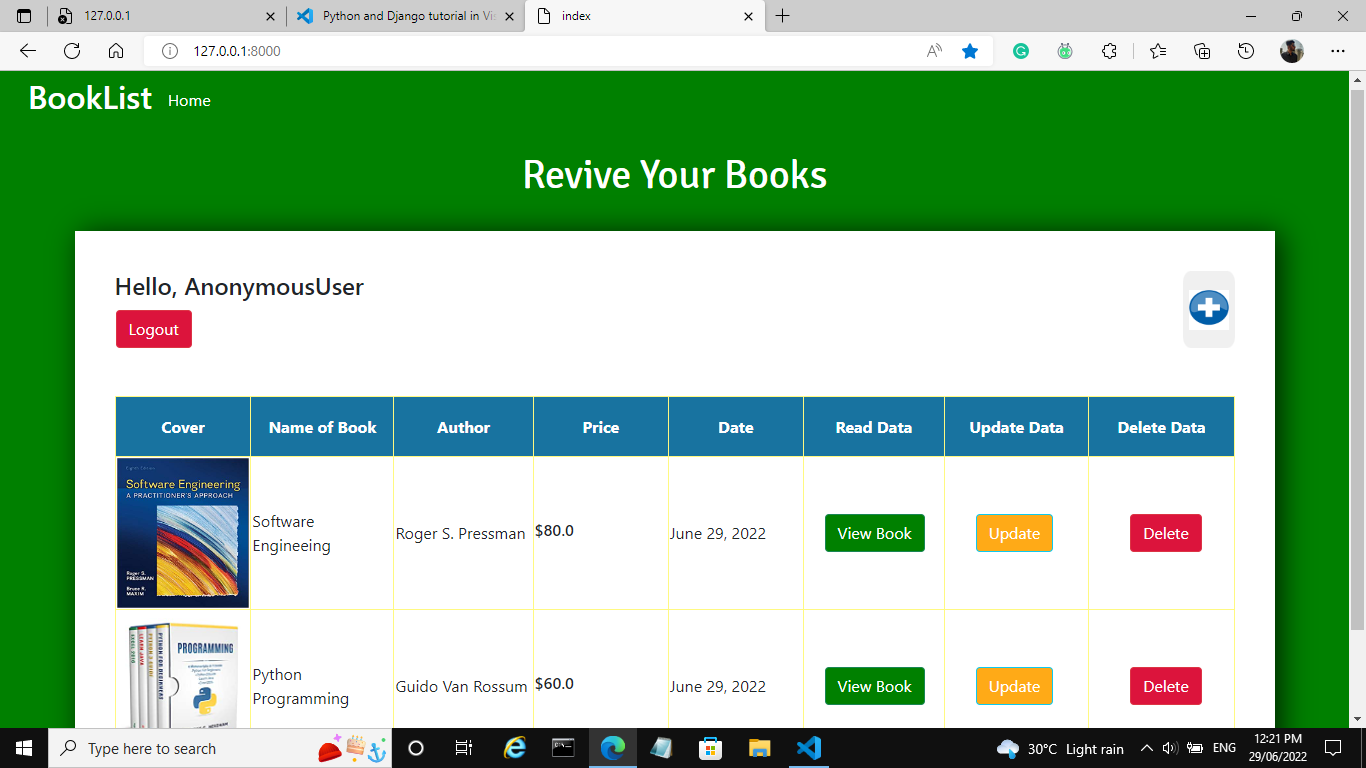 127.0.0.1
Python and Django tutorial in Vis
index
127.0.0.1:8000
BookList Home
Revive Your Books
Hello, AnonymousUser
Logout
Cover Name of Book Author Price Date Read Data Update Data Delete Data
Software Engineering
A PRACTITIONER'S APPROACH
Roger S.
PRESSMAN
Bruce R.
MAXIM
Software
Engineeing
Roger S. Pressman $80.0 June 29, 2022 View Book Update Delete
PROGRAMMING
PYTHON FOR BEGINNERS
Python
Programming
Guido Van Rossum $60.0 June 29, 2022 View Book Update Delete
Type here to search
30°C Light rain
ENG
12:21 PM
29/06/2022